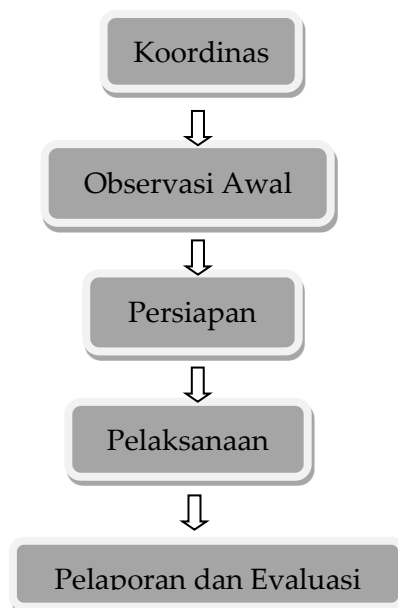 Koordinas
Observasi Awal
Persiapan
Pelaksanaan
Pelaporan dan Evaluasi